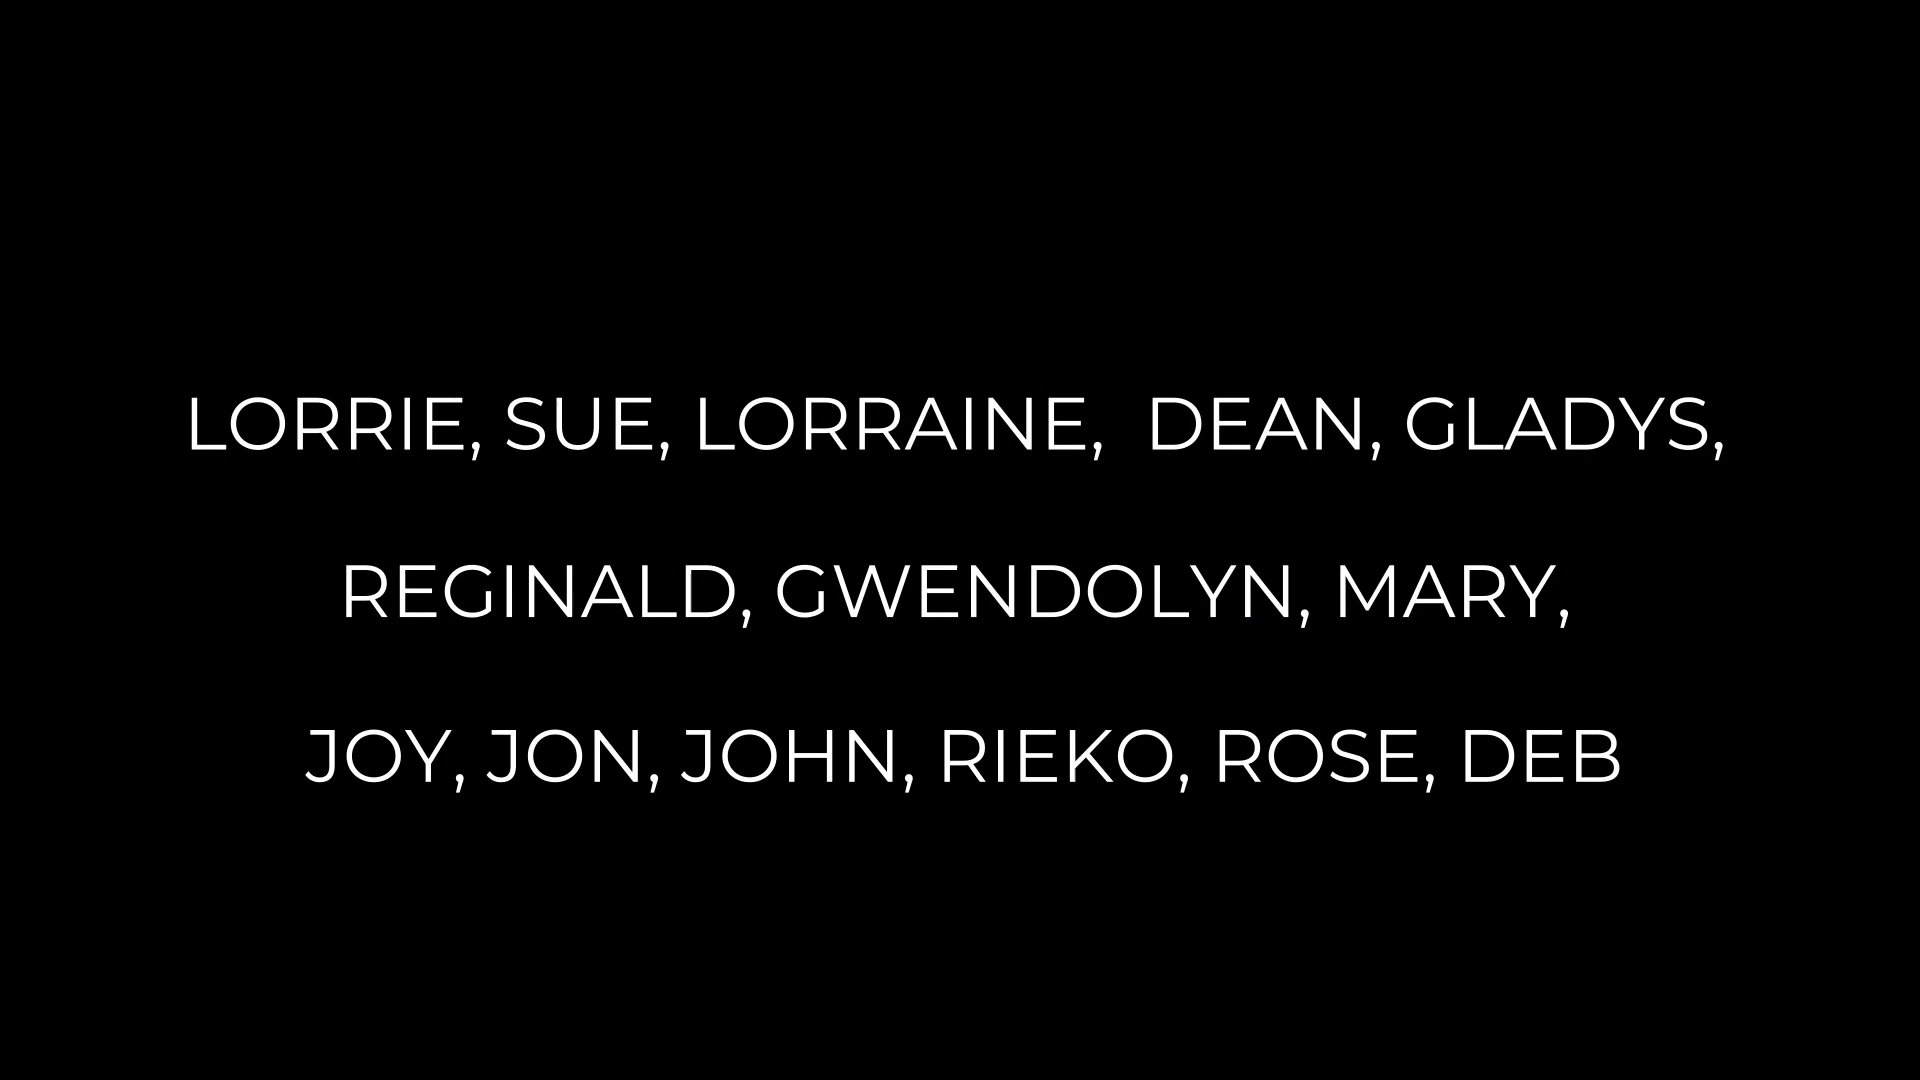 LORRIE, SUE, LORRAINE,  DEAN, GLADYS,
REGINALD, GWENDOLYN, MARY,
JOY, JON, JOHN, RIEKO, ROSE, DEB